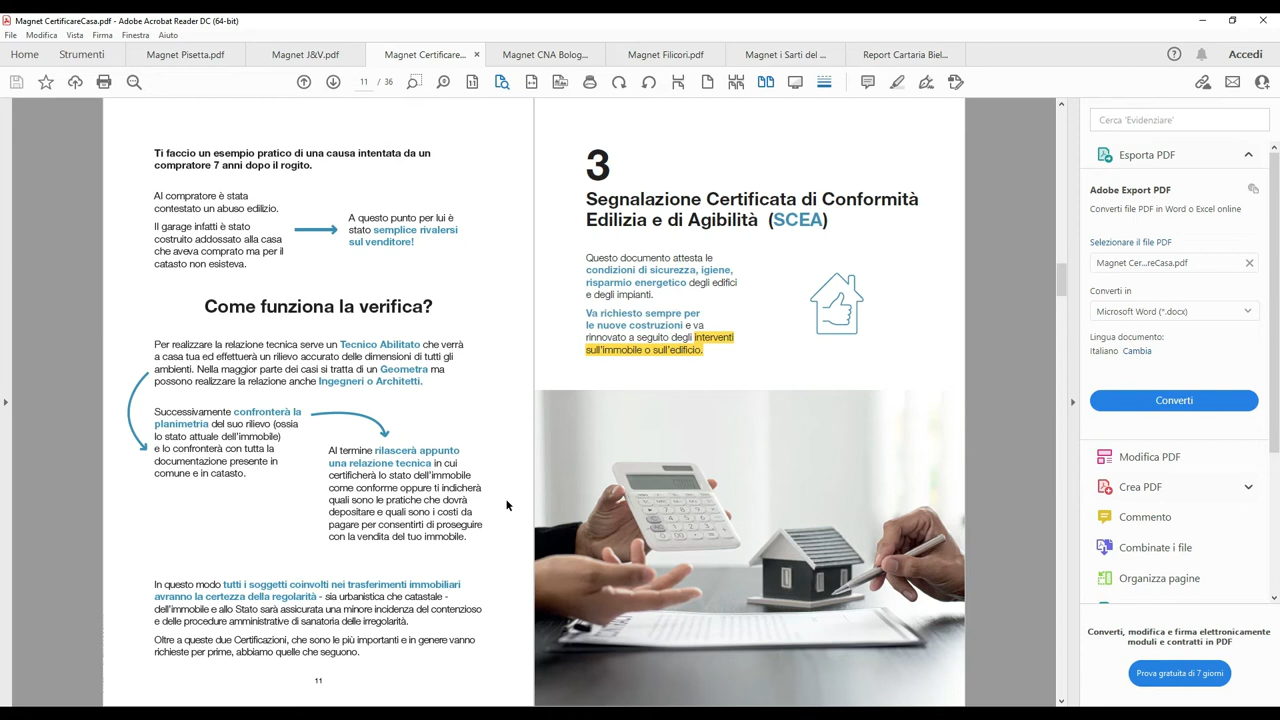 Magnet CertificareCasa.pdf - Adobe Acrobat Reader DC (64-bit)
File Modifica Vista Firma Finestra Aiuto
Home Strumenti Magnet Pisetta.pdf Magnet J&V.pdf Magnet Certificare... × Magnet CNA Bolog... Magnet Filicori.pdf Magnet i Sarti del ... Report Cartaria Biel... Accedi
11 / 36
Ti faccio un esempio pratico di una causa intentata da un
compratore 7 anni dopo il rogito.
Al compratore è stata
contestato un abuso edilizio.
Il garage infatti è stato
costruito addossato alla casa
che aveva comprato ma per il
catasto non esisteva.
A questo punto per lui è
stato semplice rivalersi
sul venditore!
Come funziona la verifica?
Per realizzare la relazione tecnica serve un Tecnico Abilitato che verrà
a casa tua ed effettuerà un rilievo accurato delle dimensioni di tutti gli
ambienti. Nella maggior parte dei casi si tratta di un Geometra ma
possono realizzare la relazione anche Ingegneri o Architetti.
Successivamente confronterà la
planimetria del suo rilievo (ossia
lo stato attuale dell'immobile)
e lo confronterà con tutta la
documentazione presente in
comune e in catasto.
Al termine rilascerà appunto
una relazione tecnica in cui
certificherà lo stato dell'immobile
come conforme oppure ti indicherà
quali sono le pratiche che dovrà
depositare e quali sono i costi da
pagare per consentirti di proseguire
con la vendita del tuo immobile.
In questo modo tutti i soggetti coinvolti nei trasferimenti immobiliari
avranno la certezza della regolarità - sia urbanistica che catastale -
dell'immobile e allo Stato sarà assicurata una minore incidenza del contenzioso
e delle procedure amministrative di sanatoria delle irregolarità.
Oltre a queste due Certificazioni, che sono le più importanti e in genere vanno
richieste per prime, abbiamo quelle che seguono.
11
3
Segnalazione Certificata di Conformità
Edilizia e di Agibilità (SCEA)
Questo documento attesta le
condizioni di sicurezza, igiene,
risparmio energetico degli edifici
e degli impianti.
Va richiesto sempre per
le nuove costruzioni e va
rinnovato a seguito degli interventi
sull'immobile o sull'edificio.
Cerca 'Evidenziare'
Esporta PDF
Adobe Export PDF
Converti file PDF in Word o Excel online
Selezionare il file PDF
Magnet Cer...reCasa.pdf
Converti in
Microsoft Word (*.docx)
Lingua documento:
Italiano Cambia
Converti
Modifica PDF
Crea PDF
Commento
Combinate i file
Organizza pagine
Converti, modifica e firma elettronicamente
moduli e contratti in PDF
Prova gratuita di 7 giorni